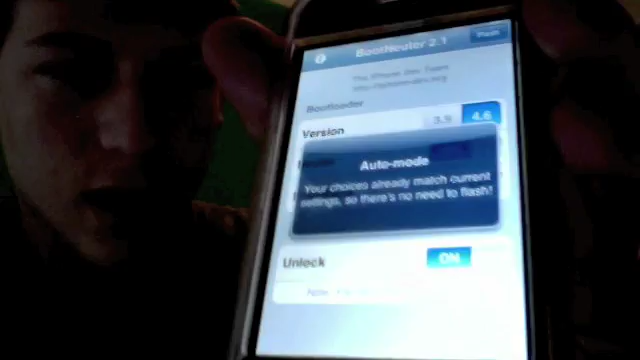 BootNeuter 2.1
Flash
The iPhone Dev Team
Bootloader
Version
3.9
4.6
Auto-mode
Your choices already match current
settings, so there's no need to flash!
Unlock
ON